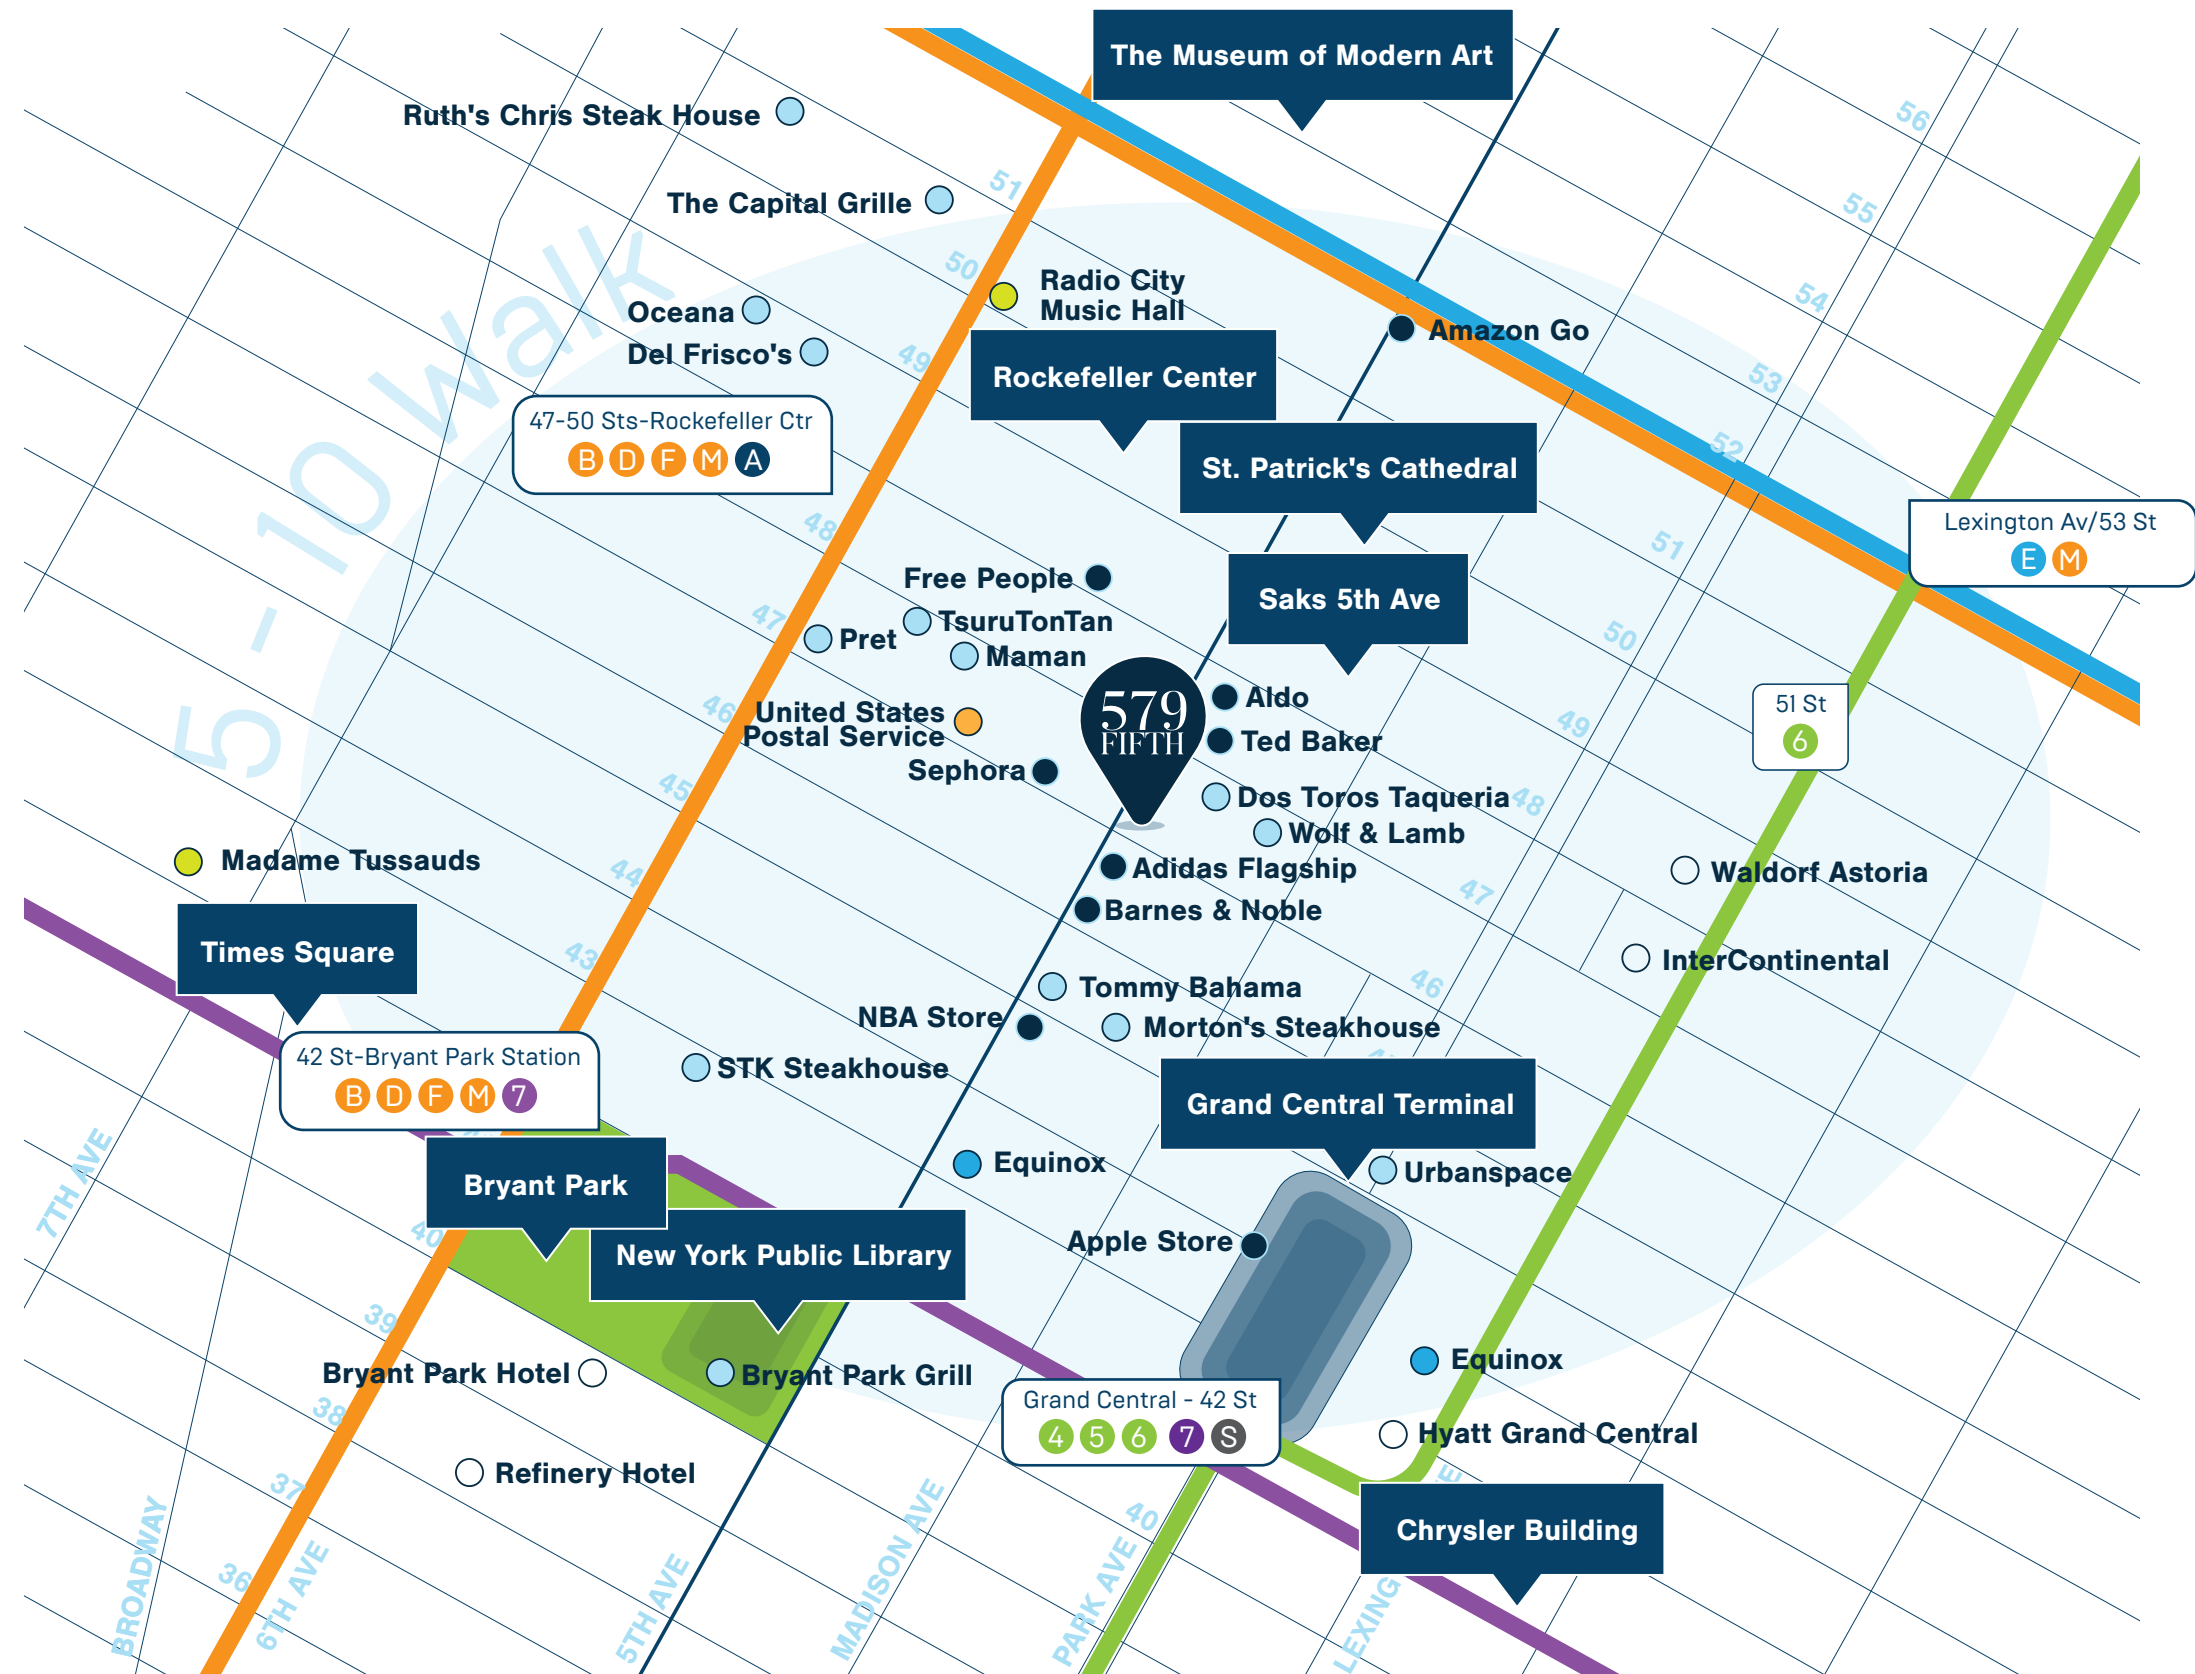 The Museum of Modern Art
Ruth's Chris Steak House
56
51
The Capital Grille
55
50
Radio City
Music Hall
54
Oceana
Amazon Go
Del Frisco's
49
Rockefeller Center
53
5 - 10 walk
47-50 Sts-Rockefeller Ctr
B D F M A
52
St. Patrick's Cathedral
48
Lexington Av/53 St
E M
51
Free People
Saks 5th Ave
47
TsuruTonTan
Pret
50
Maman
Aldo
46
United States
Postal Service
579
FIFTH
51 St
6
49
Ted Baker
Sephora
45
Dos Toros Taqueria
48
Wolf & Lamb
Madame Tussauds
44
Adidas Flagship
Waldorf Astoria
47
Barnes & Noble
Times Square
43
InterContinental
46
Tommy Bahama
NBA Store
Morton's Steakhouse
42 St-Bryant Park Station
B D F M 7
STK Steakhouse
Grand Central Terminal
Equinox
Urbanspace
7TH AVE
Bryant Park
40
New York Public Library
Apple Store
39
Bryant Park Hotel
Bryant Park Grill
Equinox
Grand Central - 42 St
4 5 6 7 S
38
Hyatt Grand Central
Refinery Hotel
37
40
Chrysler Building
36
BROADWAY
6TH AVE
5TH AVE
MADISON AVE
PARK AVE
LEXING
E